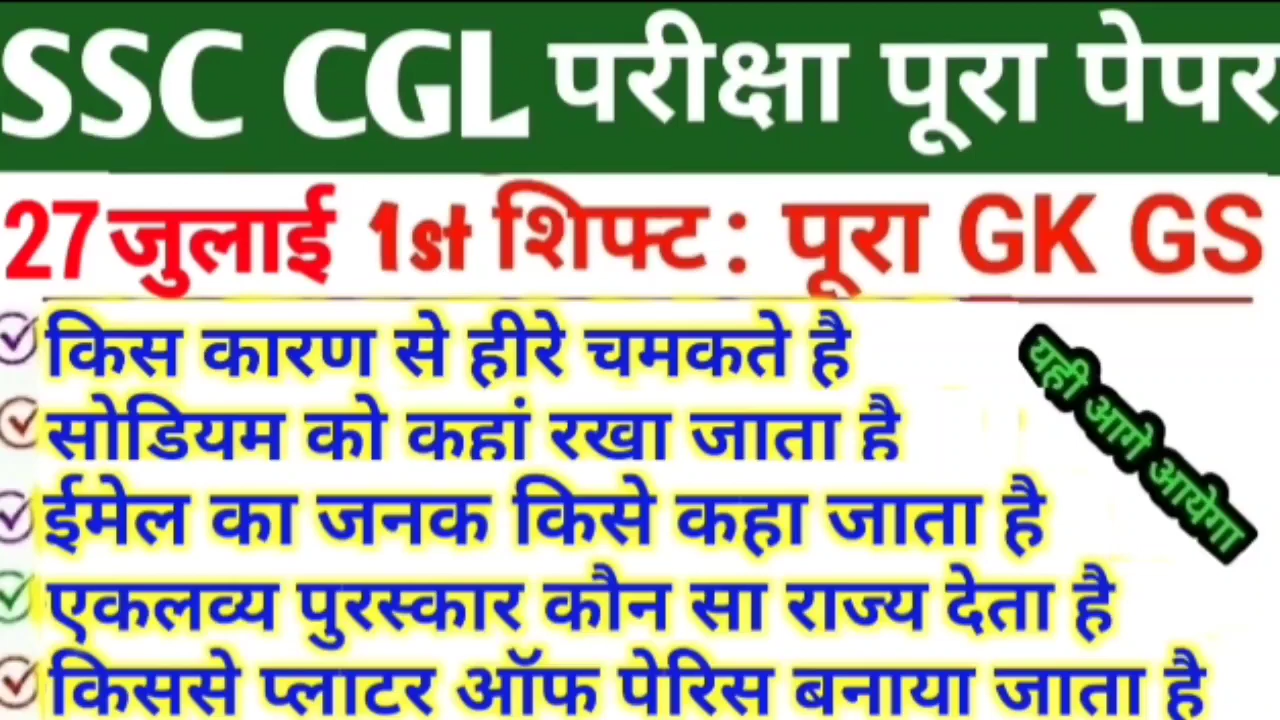 SSC CGL परीक्षा पूरा पेपर
27 जुलाई 1st शिफ्ट : पूरा GK GS
किस कारण से हीरे चमकते है
सोडियम को कहां रखा जाता है
ईमेल का जनक किसे कहा जाता है
एकलव्य पुरस्कार कौन सा राज्य देता है
किससे प्लाटर ऑफ पेरिस बनाया जाता है
यही आगे आयेगा